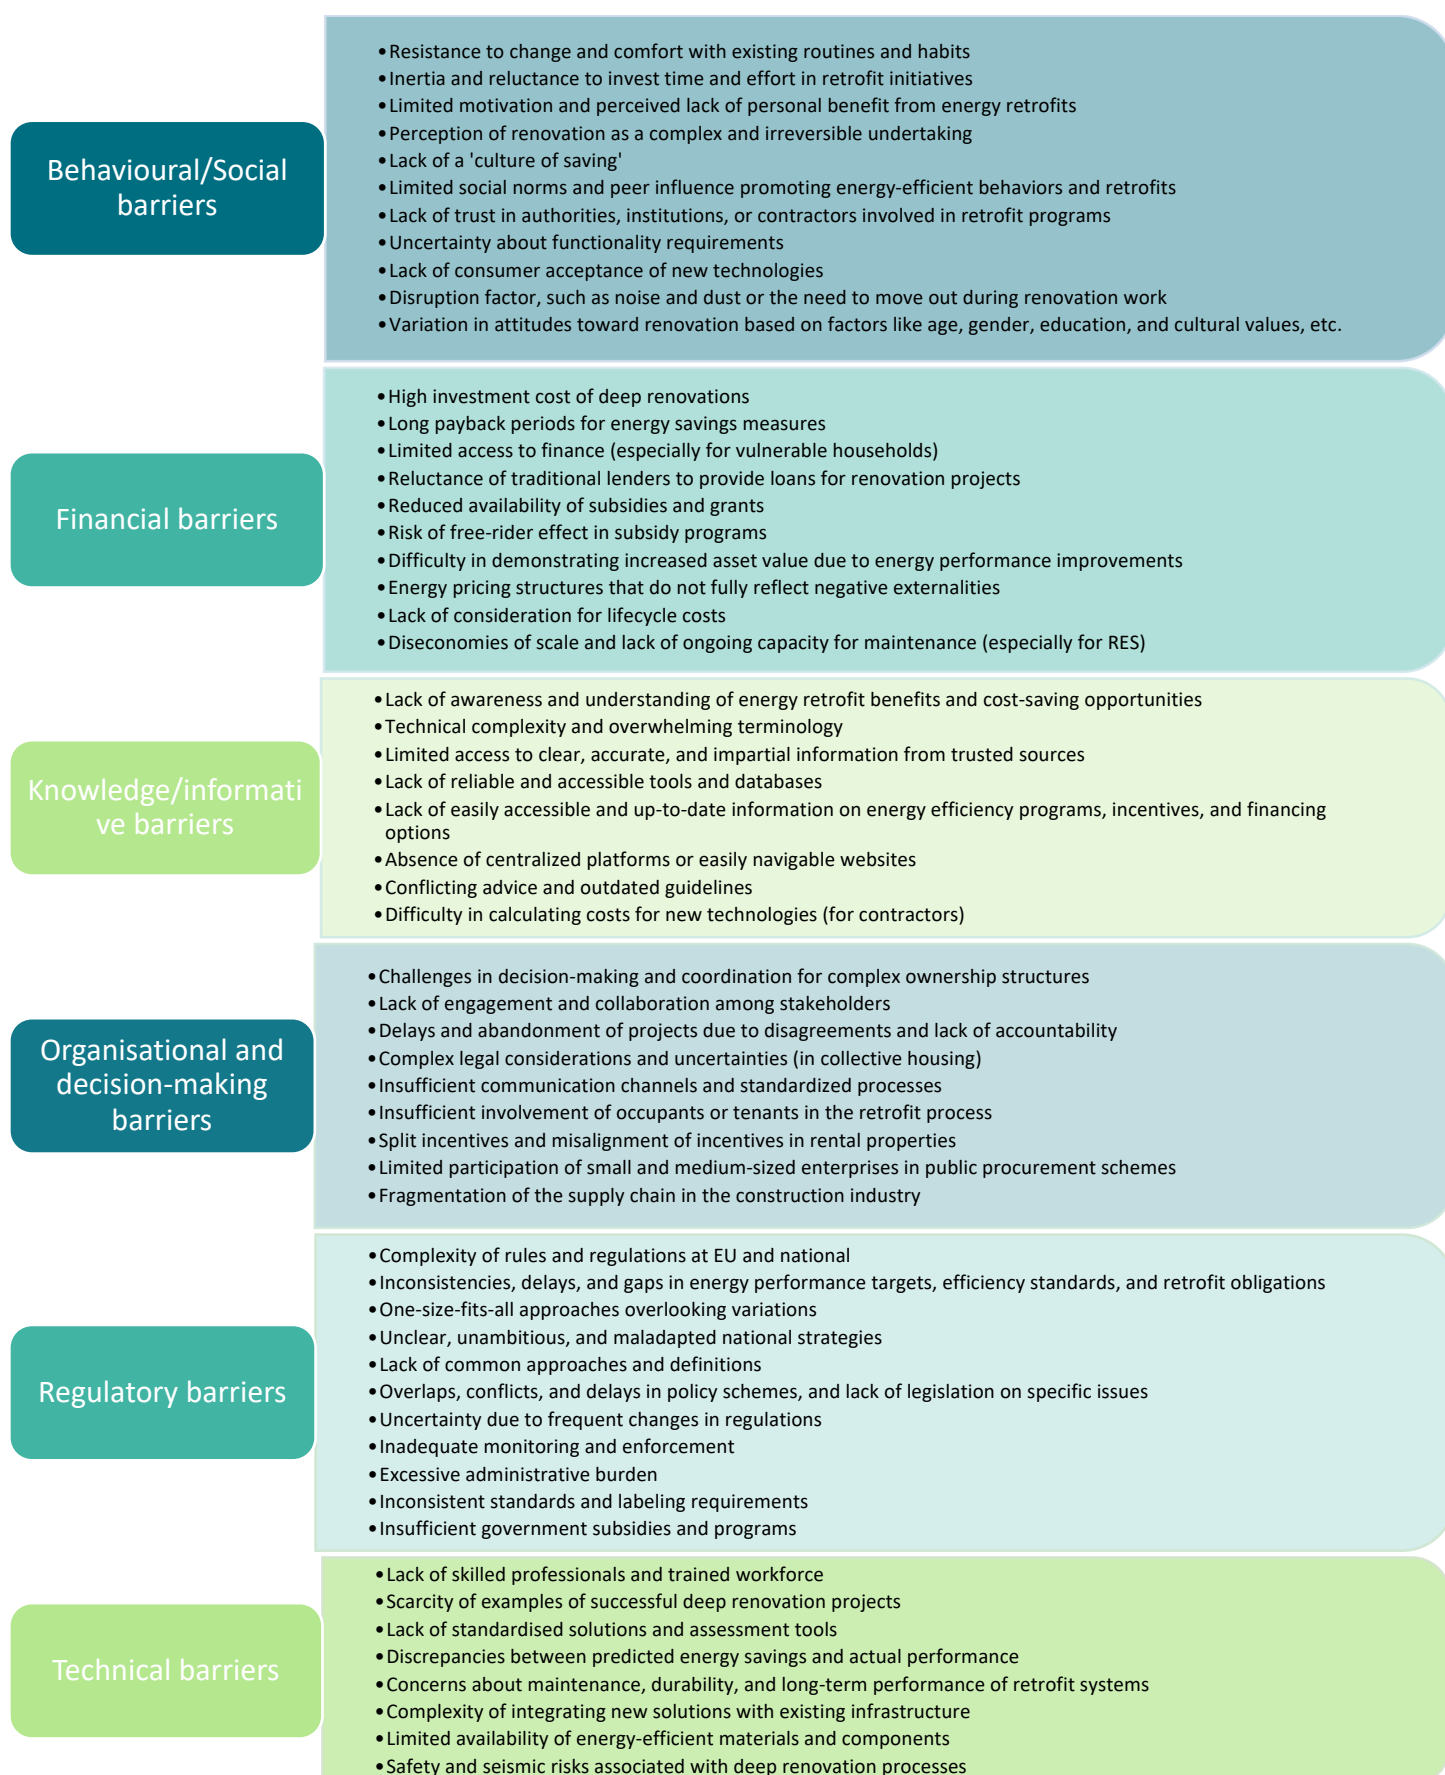 Behavioural/Social
barriers
•Resistance to change and comfort with existing routines and habits
•Inertia and reluctance to invest time and effort in retrofit initiatives
•Limited motivation and perceived lack of personal benefit from energy retrofits
•Perception of renovation as a complex and irreversible undertaking
•Lack of a 'culture of saving'
•Limited social norms and peer influence promoting energy-efficient behaviors and retrofits
•Lack of trust in authorities, institutions, or contractors involved in retrofit programs
•Uncertainty about functionality requirements
•Lack of consumer acceptance of new technologies
•Disruption factor, such as noise and dust or the need to move out during renovation work
•Variation in attitudes toward renovation based on factors like age, gender, education, and cultural values, etc.
Financial barriers
•High investment cost of deep renovations
•Long payback periods for energy savings measures
•Limited access to finance (especially for vulnerable households)
•Reluctance of traditional lenders to provide loans for renovation projects
•Reduced availability of subsidies and grants
•Risk of free-rider effect in subsidy programs
•Difficulty in demonstrating increased asset value due to energy performance improvements
•Energy pricing structures that do not fully reflect negative externalities
•Lack of consideration for lifecycle costs
•Diseconomies of scale and lack of ongoing capacity for maintenance (especially for RES)
Knowledge/informati
ve barriers
•Lack of awareness and understanding of energy retrofit benefits and cost-saving opportunities
•Technical complexity and overwhelming terminology
•Limited access to clear, accurate, and impartial information from trusted sources
•Lack of reliable and accessible tools and databases
•Lack of easily accessible and up-to-date information on energy efficiency programs, incentives, and financing
options
•Absence of centralized platforms or easily navigable websites
•Conflicting advice and outdated guidelines
•Difficulty in calculating costs for new technologies (for contractors)
Organisational and
decision-making
barriers
•Challenges in decision-making and coordination for complex ownership structures
•Lack of engagement and collaboration among stakeholders
•Delays and abandonment of projects due to disagreements and lack of accountability
•Complex legal considerations and uncertainties (in collective housing)
•Insufficient communication channels and standardized processes
•Insufficient involvement of occupants or tenants in the retrofit process
•Split incentives and misalignment of incentives in rental properties
•Limited participation of small and medium-sized enterprises in public procurement schemes
•Fragmentation of the supply chain in the construction industry
Regulatory barriers
•Complexity of rules and regulations at EU and national
•Inconsistencies, delays, and gaps in energy performance targets, efficiency standards, and retrofit obligations
•One-size-fits-all approaches overlooking variations
•Unclear, unambitious, and maladapted national strategies
•Lack of common approaches and definitions
•Overlaps, conflicts, and delays in policy schemes, and lack of legislation on specific issues
•Uncertainty due to frequent changes in regulations
•Inadequate monitoring and enforcement
•Excessive administrative burden
•Inconsistent standards and labeling requirements
•Insufficient government subsidies and programs
Technical barriers
•Lack of skilled professionals and trained workforce
•Scarcity of examples of successful deep renovation projects
•Lack of standardised solutions and assessment tools
•Discrepancies between predicted energy savings and actual performance
•Concerns about maintenance, durability, and long-term performance of retrofit systems
•Complexity of integrating new solutions with existing infrastructure
•Limited availability of energy-efficient materials and components
•Safety and seismic risks associated with deep renovation processes